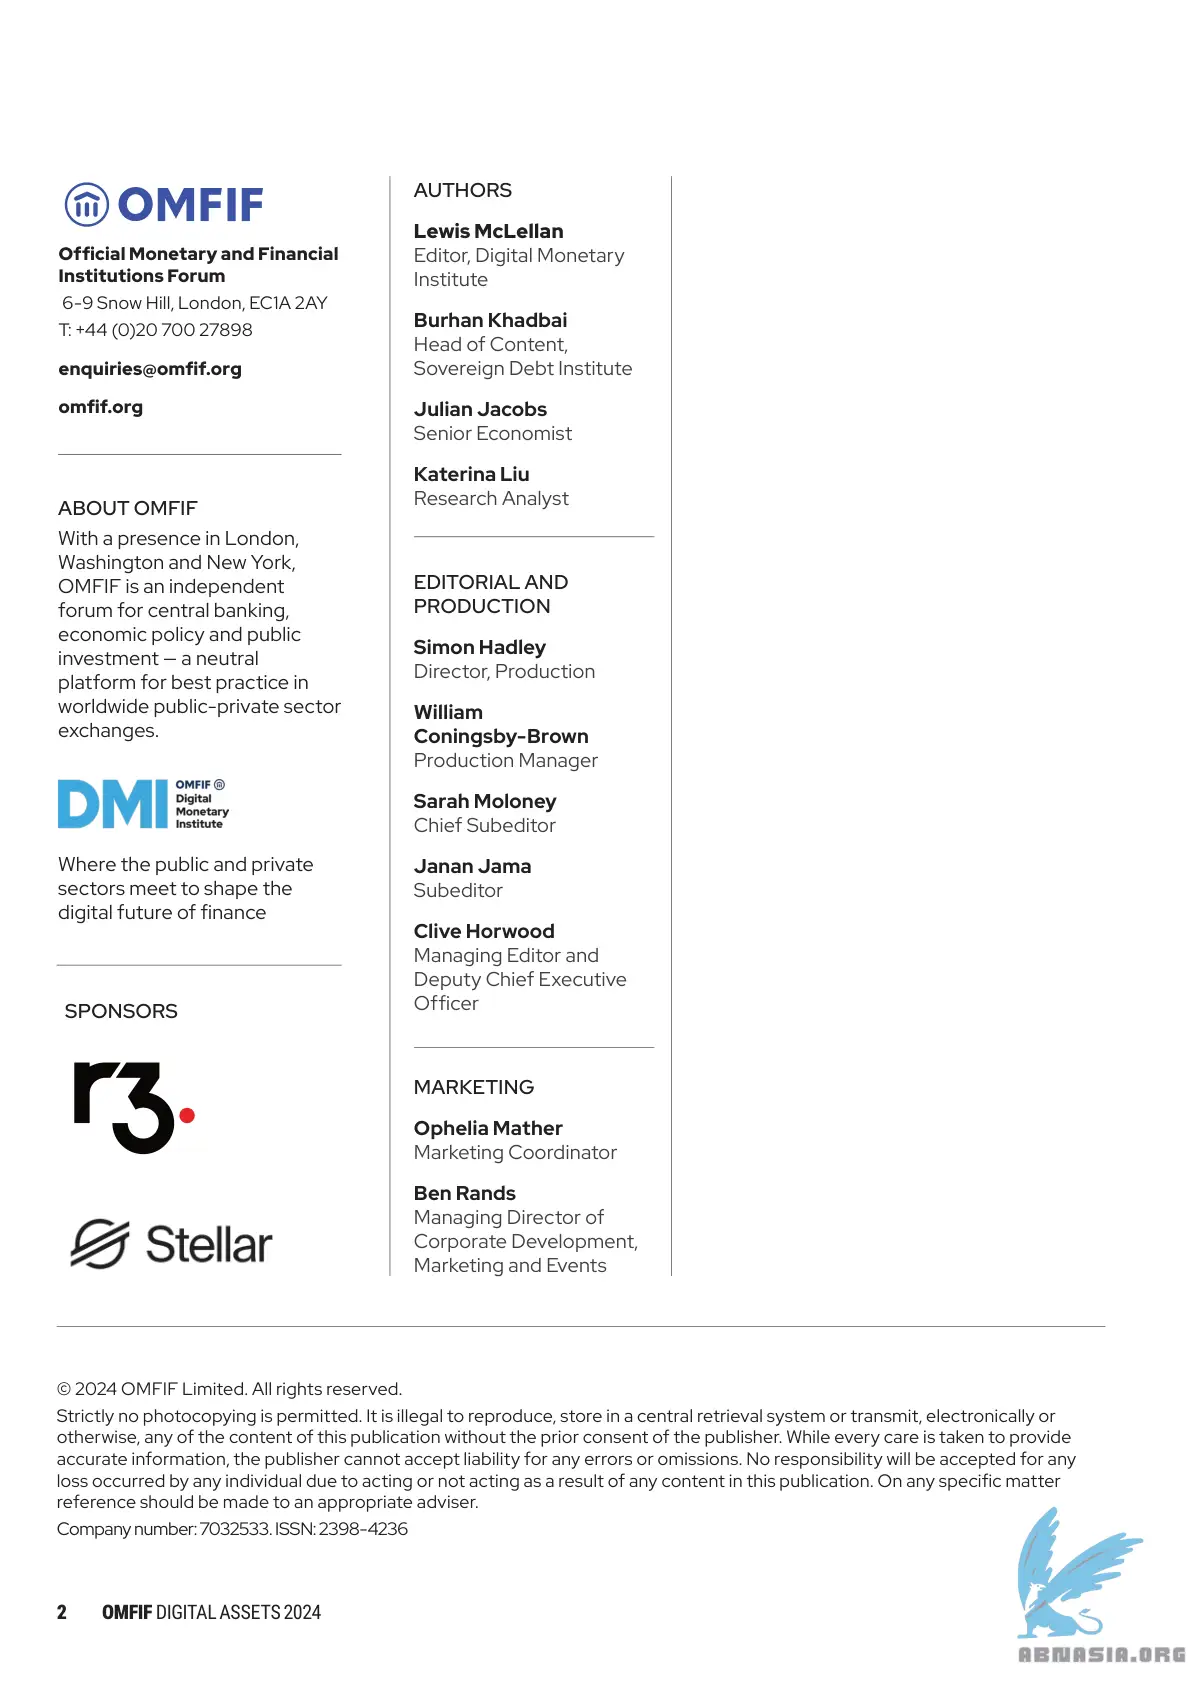 OMFIF
Official Monetary and Financial
Institutions Forum
6-9 Snow Hill, London, EC1A 2AY
T: +44 (0)20 700 27898
enquiries@omfif.org
omfif.org
ABOUT OMFIF
With a presence in London,
Washington and New York,
OMFIF is an independent
forum for central banking,
economic policy and public
investment — a neutral
platform for best practice in
worldwide public-private sector
exchanges.
DMI
OMFIF
Digital
Monetary
Institute
Where the public and private
sectors meet to shape the
digital future of finance
SPONSORS
r3.
Stellar
AUTHORS
Lewis McLellan
Editor, Digital Monetary
Institute
Burhan Khadbai
Head of Content,
Sovereign Debt Institute
Julian Jacobs
Senior Economist
Katerina Liu
Research Analyst
EDITORIAL AND
PRODUCTION
Simon Hadley
Director, Production
William
Coningsby-Brown
Production Manager
Sarah Moloney
Chief Subeditor
Janan Jama
Subeditor
Clive Horwood
Managing Editor and
Deputy Chief Executive
Officer
MARKETING
Ophelia Mather
Marketing Coordinator
Ben Rands
Managing Director of
Corporate Development,
Marketing and Events
© 2024 OMFIF Limited. All rights reserved.
Strictly no photocopying is permitted. It is illegal to reproduce, store in a central retrieval system or transmit, electronically or
otherwise, any of the content of this publication without the prior consent of the publisher. While every care is taken to provide
accurate information, the publisher cannot accept liability for any errors or omissions. No responsibility will be accepted for any
loss occurred by any individual due to acting or not acting as a result of any content in this publication. On any specific matter
reference should be made to an appropriate adviser.
Company number: 7032533. ISSN: 2398-4236
2 OMFIF DIGITAL ASSETS 2024
ABNASIA.ORG